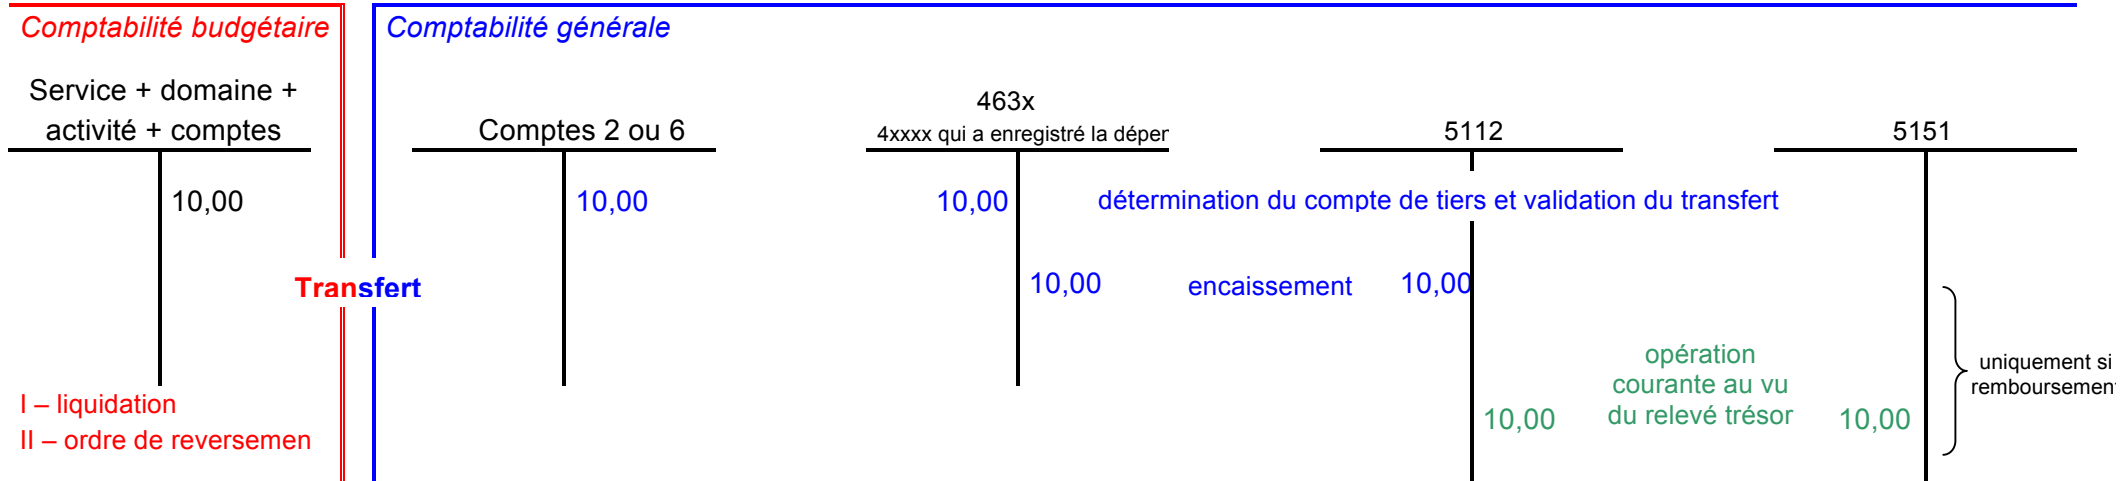 Comptabilité budgétaire
Comptabilité générale
Service + domaine +
activité + comptes
Comptes 2 ou 6
463x
4xxxx qui a enregistré la déper
5112
5151
10,00
10,00
10,00
détermination du compte de tiers et validation du transfert
Transfert
10,00
encaissement
10,00
uniquement si
remboursement
opération
courante au vu
du relevé trésor
10,00
10,00
I – liquidation
II – ordre de reversemen